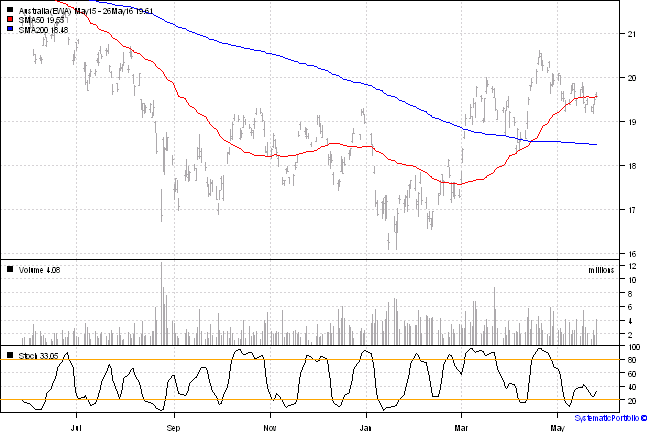 Australia(EWA) May15 - 26May16 19.61
SMA50 19.55
SMA200 18.48
21
20
19
18
17
16
Volume 4.08
millions
12
10
8
6
4
2
Stoch 33.05
100
80
60
40
20
Jul Sep Nov Jan Mar May
SystematicPortfolio ©